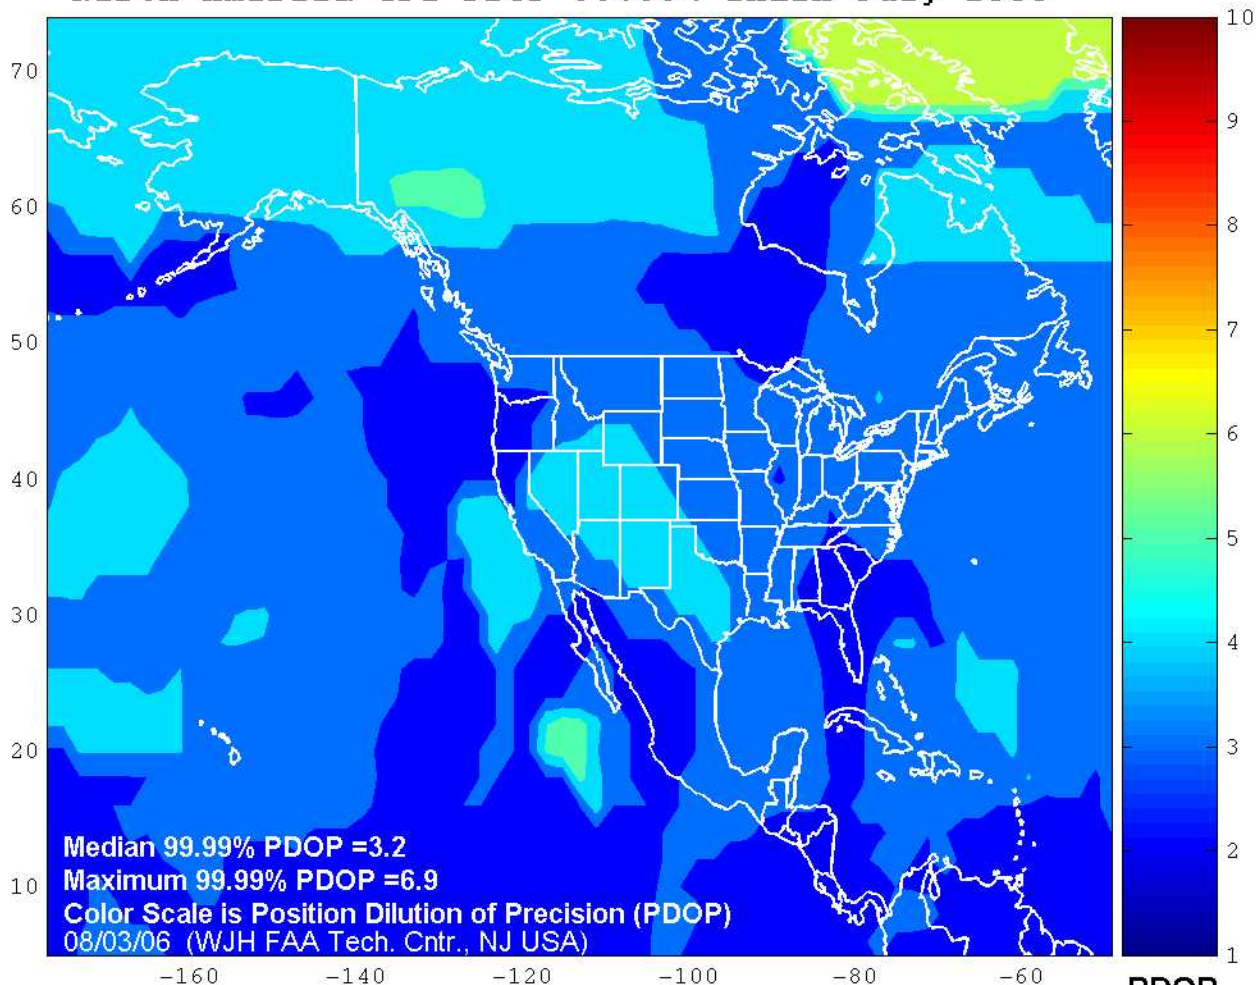 10
70
9
8
60
7
50
6
40
5
30
4
20
3
Median 99.99% PDOP =3.2
2
Maximum 99.99% PDOP =6.9
10
Color Scale is Position Dilution of Precision (PDOP)
08/03/06 (WJH FAA Tech. Cntr., NJ USA)
1
-160 -140 -120 -100 -80 -60
PDOP